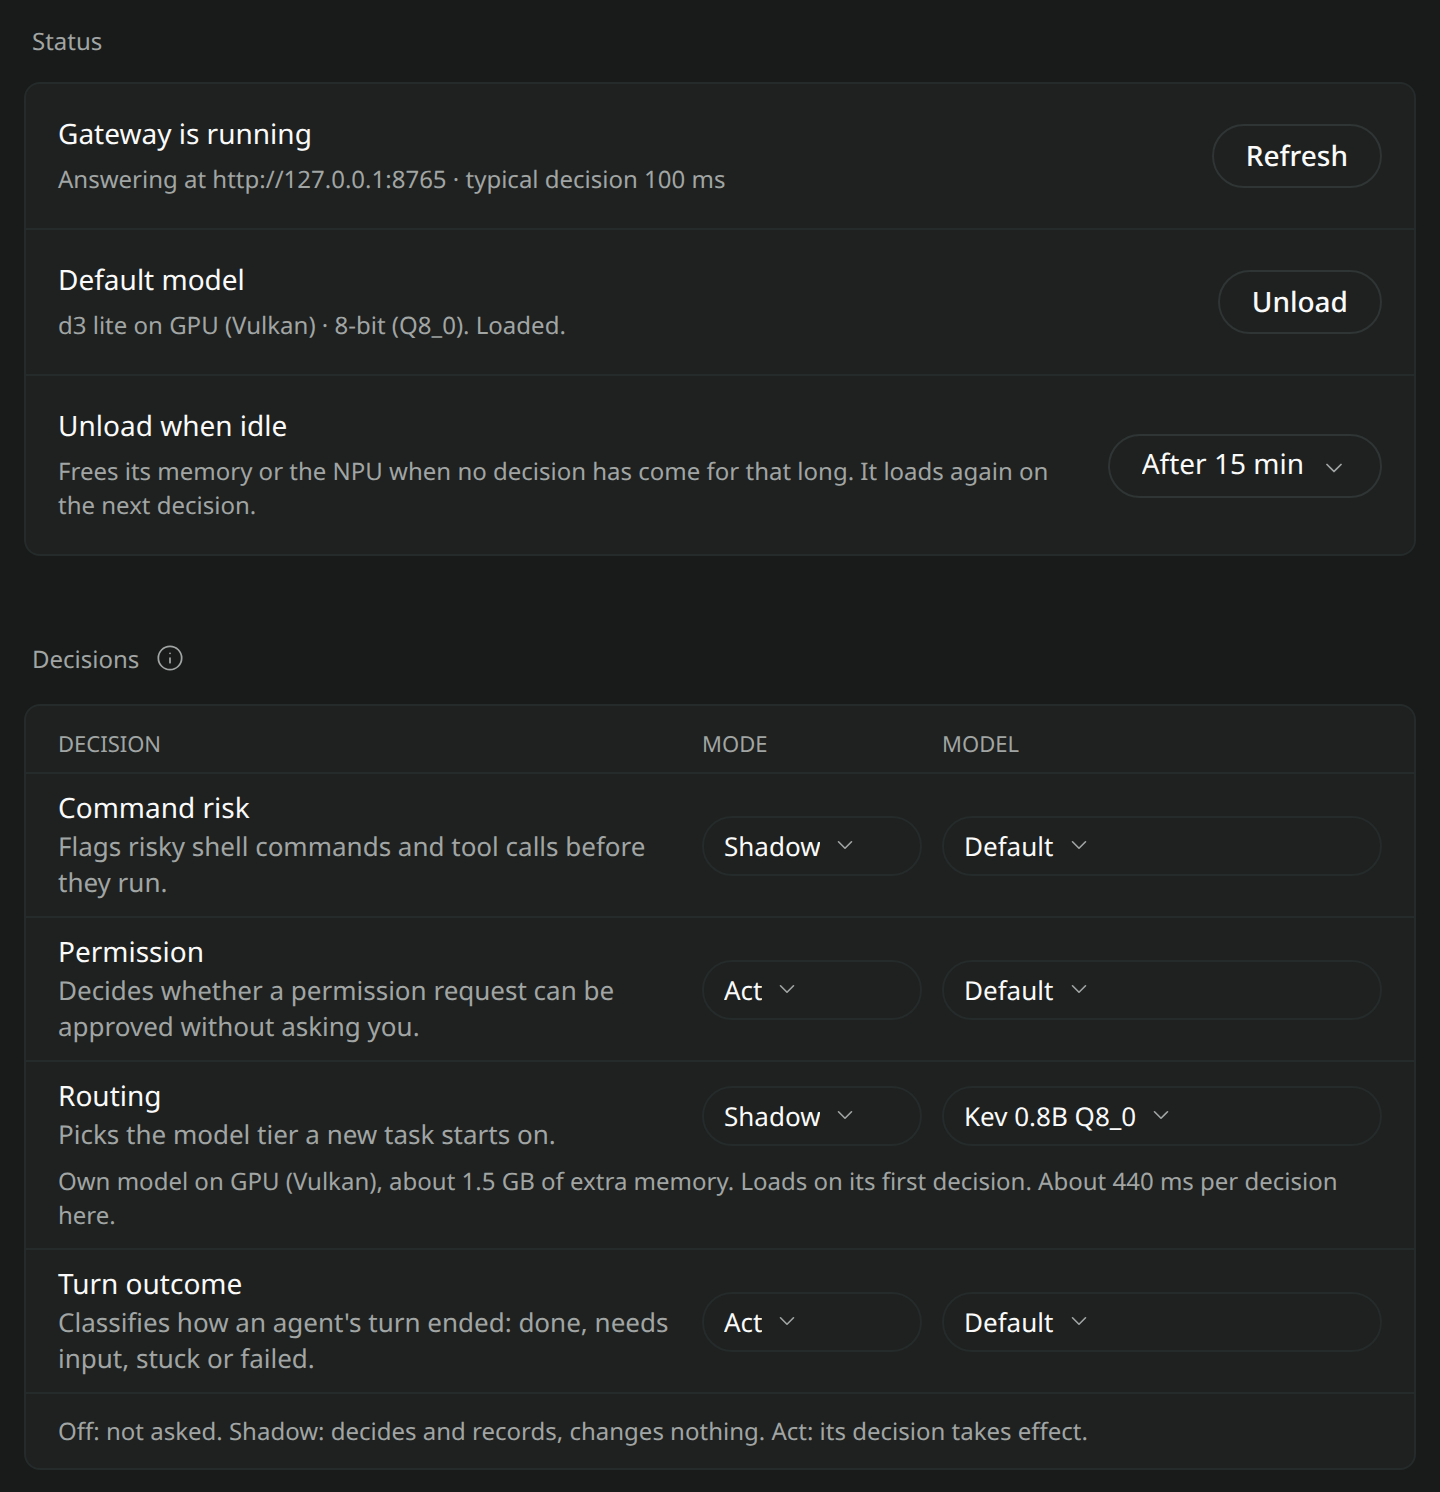 Status
Gateway is running
Answering at http://127.0.0.1:8765 · typical decision 100 ms
Refresh
Default model
d3 lite on GPU (Vulkan) · 8-bit (Q8_0). Loaded.
Unload
Unload when idle
Frees its memory or the NPU when no decision has come for that long. It loads again on
the next decision.
After 15 min
Decisions
DECISION MODE MODEL
Command risk
Flags risky shell commands and tool calls before
they run.
Shadow Default
Permission
Decides whether a permission request can be
approved without asking you.
Act Default
Routing
Picks the model tier a new task starts on.
Shadow Kev 0.8B Q8_0
Own model on GPU (Vulkan), about 1.5 GB of extra memory. Loads on its first decision. About 440 ms per decision
here.
Turn outcome
Classifies how an agent's turn ended: done, needs
input, stuck or failed.
Act Default
Off: not asked. Shadow: decides and records, changes nothing. Act: its decision takes effect.